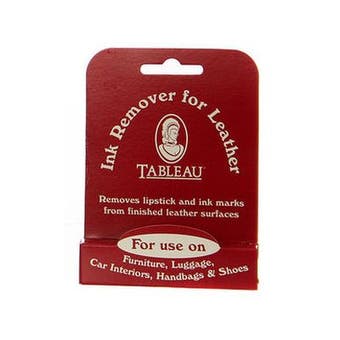 Ink Remover for Leather
TABLEAU
Removes lipstick and ink marks
from finished leather surfaces
For use on
Furniture, Luggage,
Car Interiors, Handbags & Shoes